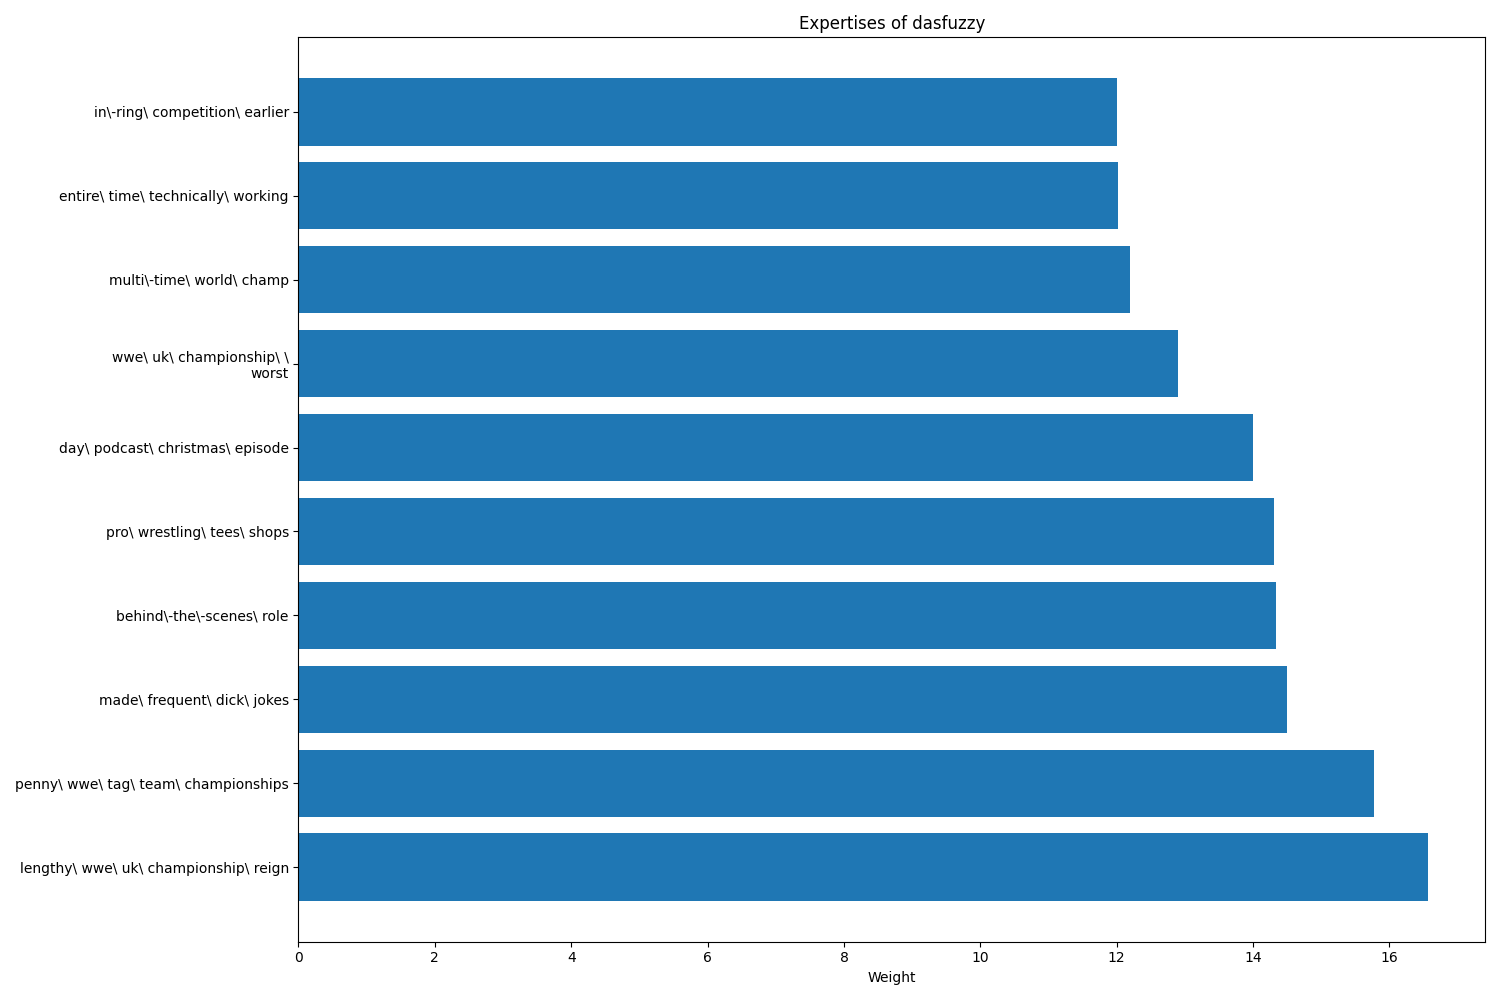 Expertises of dasfuzzy
in\-ring\ competition\ earlier
entire\ time\ technically\ working
multi\-time\ world\ champ
wwe\ uk\ championship\ \
worst
day\ podcast\ christmas\ episode
pro\ wrestling\ tees\ shops
behind\-the\-scenes\ role
made\ frequent\ dick\ jokes
penny\ wwe\ tag\ team\ championships
lengthy\ wwe\ uk\ championship\ reign
0 2 4 6 8 10 12 14 16
Weight